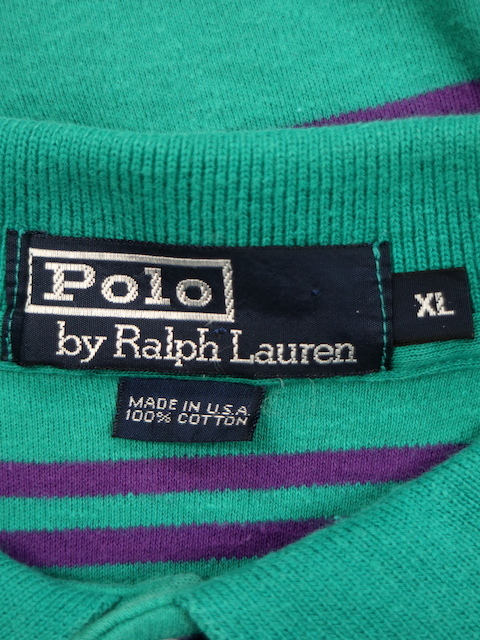 Polo
by Ralph Lauren
XL
MADE IN U.S.A.
100% COTTON